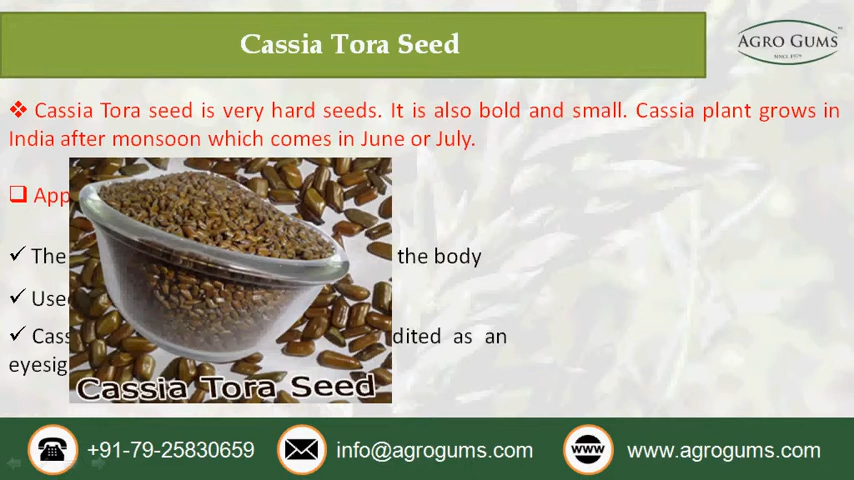 Cassia Tora Seed
AGRO GUMS
SINCE 1979
❖ Cassia Tora seed is very hard seeds. It is also bold and small. Cassia plant grows in
India after monsoon which comes in June or July.
❑ App
✓ The the body
✓ Used
✓ Cass dited as an
eyesig
Cassia Tora Seed
+91-79-25830659 info@agrogums.com www www.agrogums.com